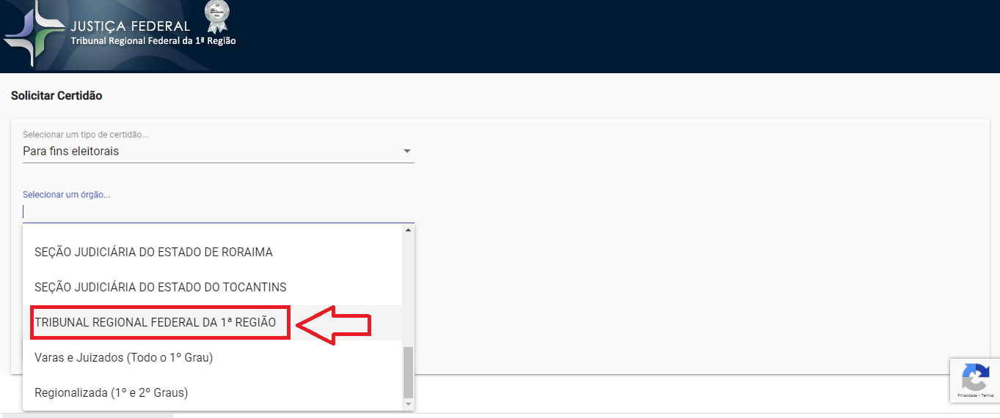 JUSTIÇA FEDERAL
Tribunal Regional Federal da 1ª Região
Solicitar Certidão
Selecionar um tipo de certidão...
Para fins eleitorais
Selecionar um órgão...
SEÇÃO JUDICIÁRIA DO ESTADO DE RORAIMA
SEÇÃO JUDICIÁRIA DO ESTADO DO TOCANTINS
TRIBUNAL REGIONAL FEDERAL DA 1ª REGIÃO
Varas e Juizados (Todo o 1º Grau)
Regionalizada (1º e 2º Graus)
Privacidade - Termos